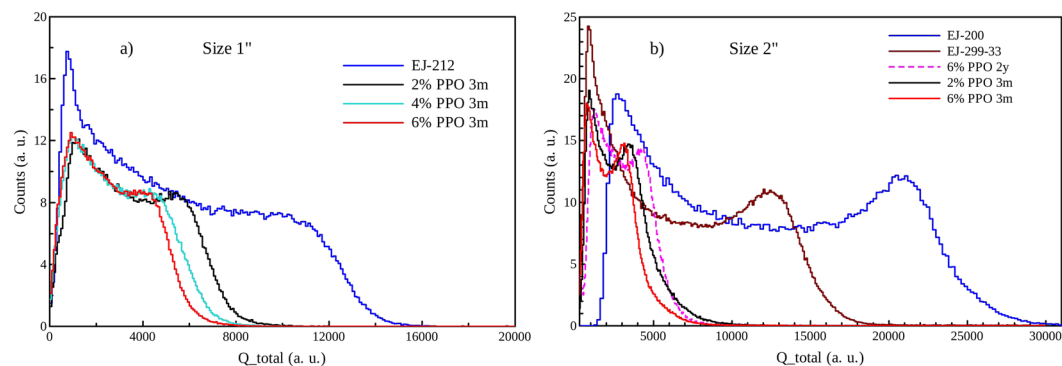 a) Size 1"
EJ-212
2% PPO 3m
4% PPO 3m
6% PPO 3m
20
16
12
8
4
0
Counts (a. u.)
0 4000 8000 12000 16000 20000
Q_total (a. u.)
b) Size 2"
EJ-200
EJ-299-33
6% PPO 2y
2% PPO 3m
6% PPO 3m
25
20
15
10
5
0
Counts (a. u.)
5000 10000 15000 20000 25000 30000
Q_total (a. u.)